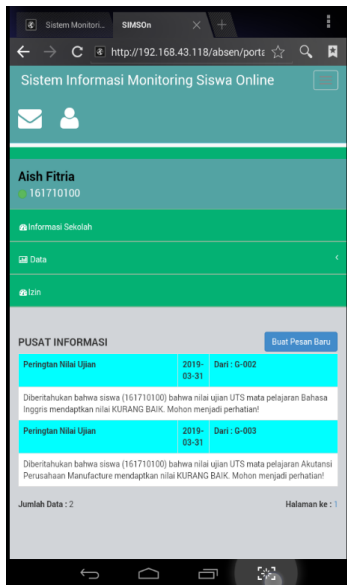 Sistem Monitori..
SIMSOn
http://192.168.43.118/absen/porta
Sistem Informasi Monitoring Siswa Online
Aish Fitria
161710100
Informasi Sekolah
Data
Izin
PUSAT INFORMASI
Buat Pesan Baru
Peringtan Nilai Ujian 2019-03-31 Dari : G-002
Diberitahukan bahwa siswa (161710100) bahwa nilai ujian UTS mata pelajaran Bahasa
Inggris mendaptkan nilai KURANG BAIK. Mohon menjadi perhatian!
Peringtan Nilai Ujian 2019-03-31 Dari : G-003
Diberitahukan bahwa siswa (161710100) bahwa nilai ujian UTS mata pelajaran Akutansi
Perusahaan Manufacture mendaptkan nilai KURANG BAIK. Mohon menjadi perhatian!
Jumlah Data : 2
Halaman ke : 1